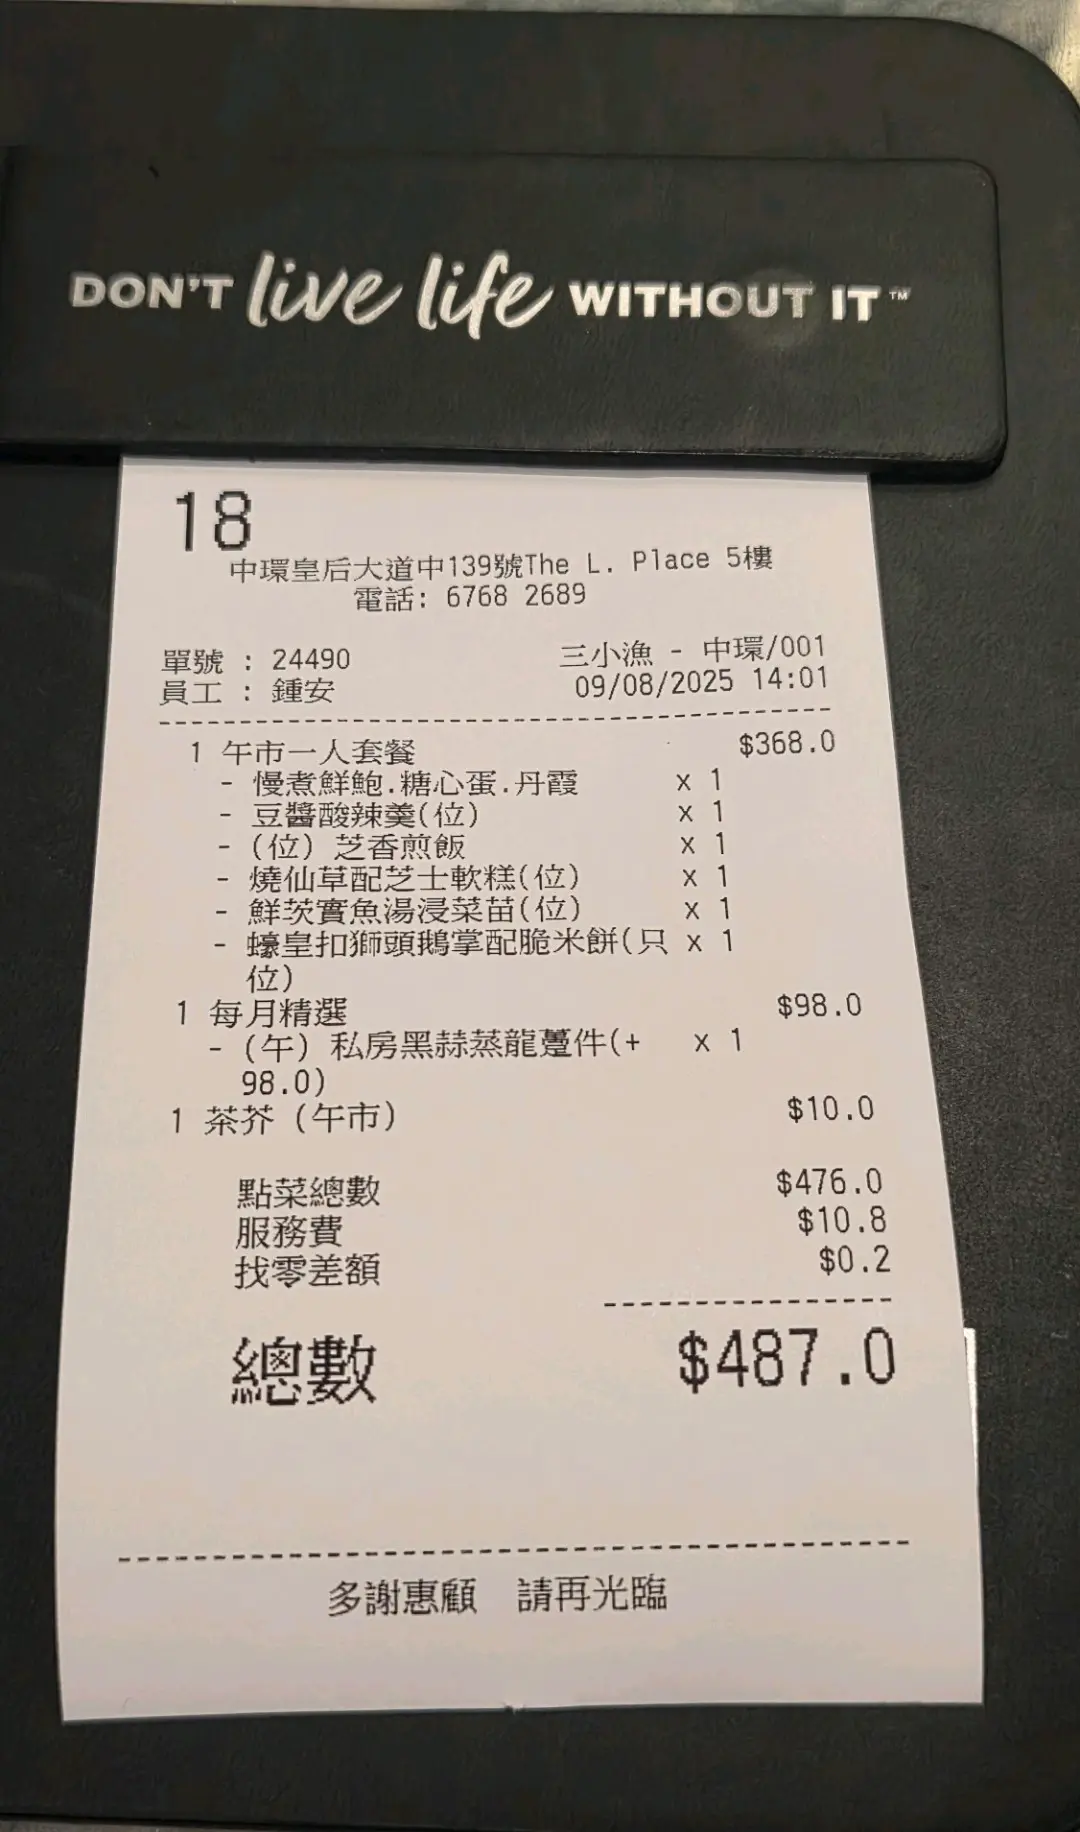 DON'T live life WITHOUT IT™
18
中環皇后大道中139號The L. Place 5樓
電話: 6768 2689
單號 : 24490 三小漁 - 中環/001
員工 : 鍾安 09/08/2025 14:01
1 午市一人套餐 $368.0
- 慢煮鮮鮑.糖心蛋.丹霞 x 1
- 豆醬酸辣羹(位) x 1
- (位) 芝香煎飯 x 1
- 燒仙草配芝士軟糕(位) x 1
- 鮮茨實魚湯浸菜苗(位) x 1
- 蠔皇扣獅頭鵝掌配脆米餅(只 x 1
位)
1 每月精選 $98.0
- (午) 私房黑蒜蒸龍躉件(+ x 1
98.0)
1 茶芥 (午市) $10.0
點菜總數 $476.0
服務費 $10.8
找零差額 $0.2
總數 $487.0
多謝惠顧 請再光臨